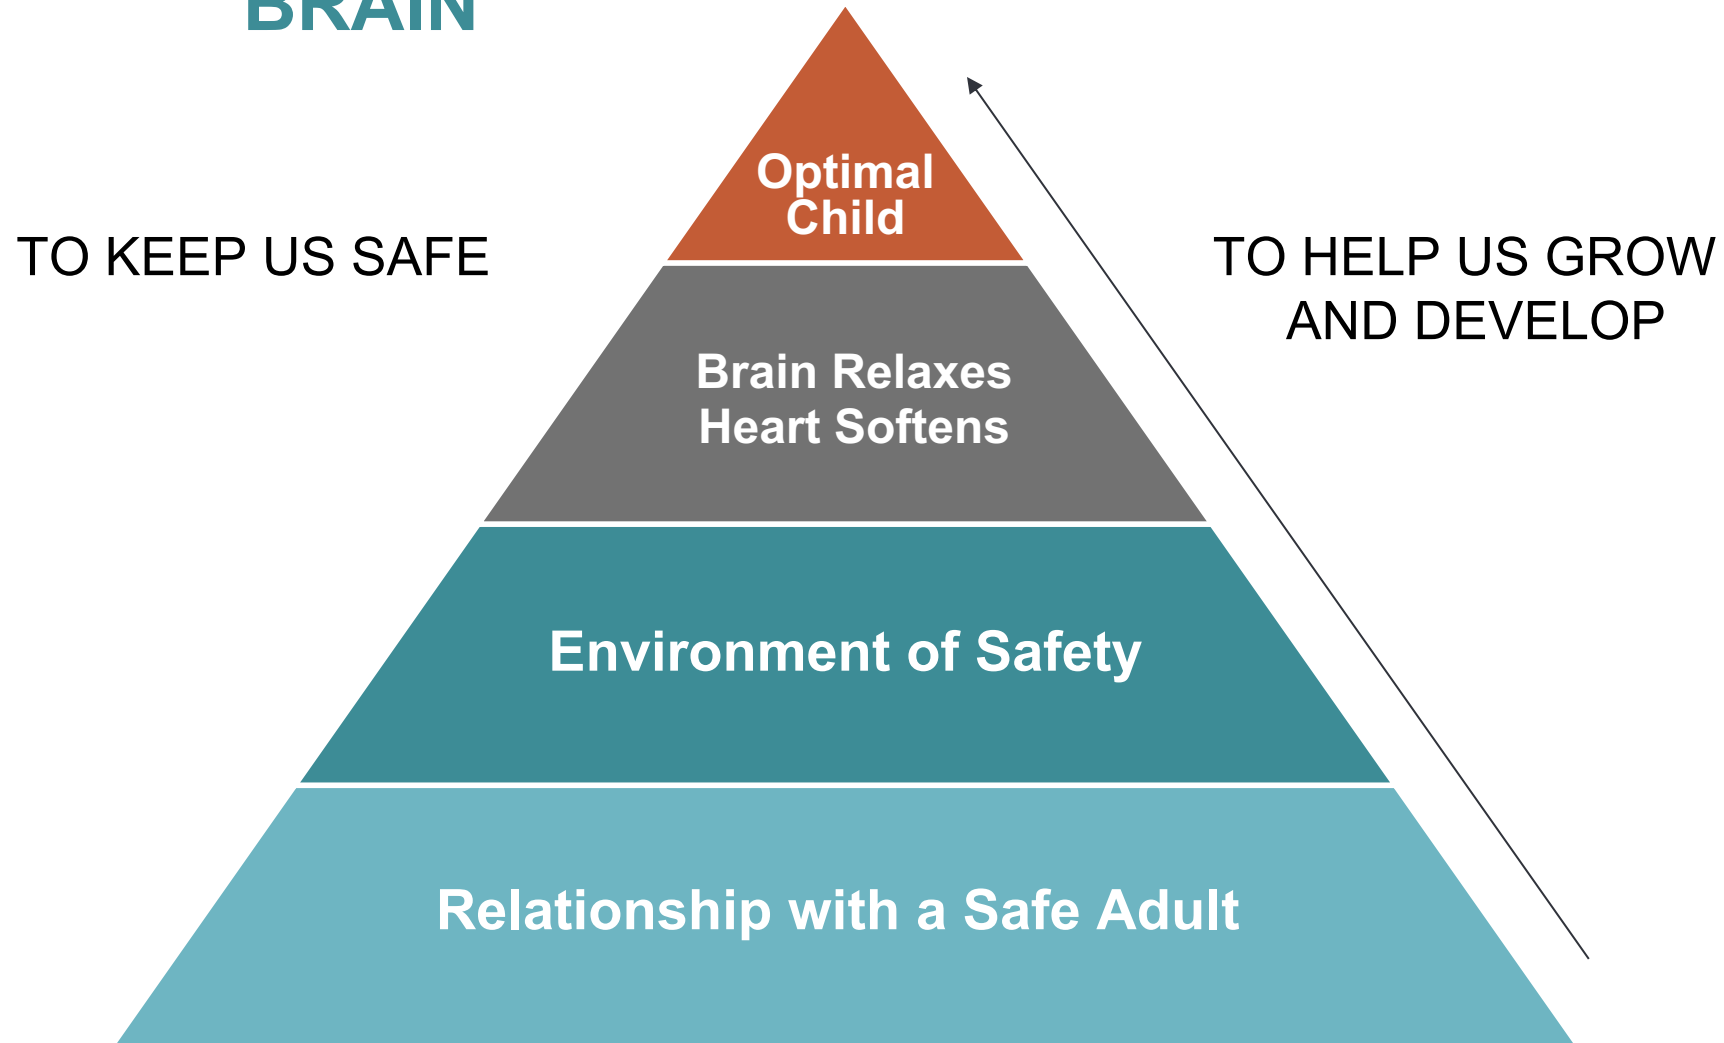 BRAIN
Optimal
Child
TO KEEP US SAFE
TO HELP US GROW
AND DEVELOP
Brain Relaxes
Heart Softens
Environment of Safety
Relationship with a Safe Adult